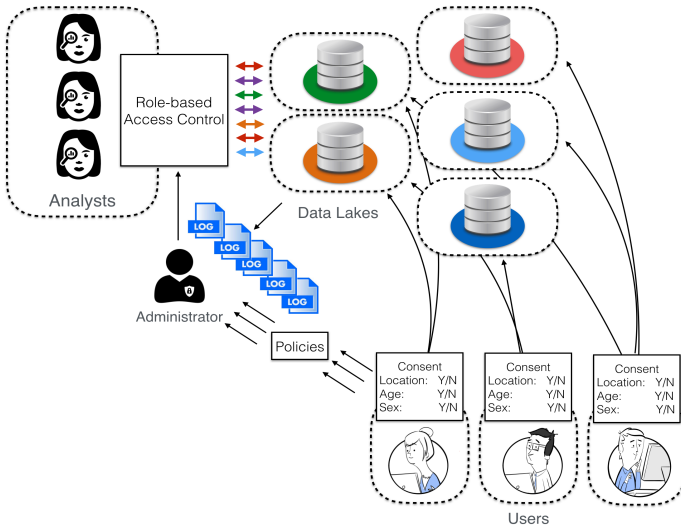 Role-based
Access Control
Analysts
Data Lakes
LOG
LOG
LOG
LOG
LOG
Administrator
Policies
Consent
Location: Y/N
Age: Y/N
Sex: Y/N
Consent
Location: Y/N
Age: Y/N
Sex: Y/N
Consent
Location: Y/N
Age: Y/N
Sex: Y/N
Users